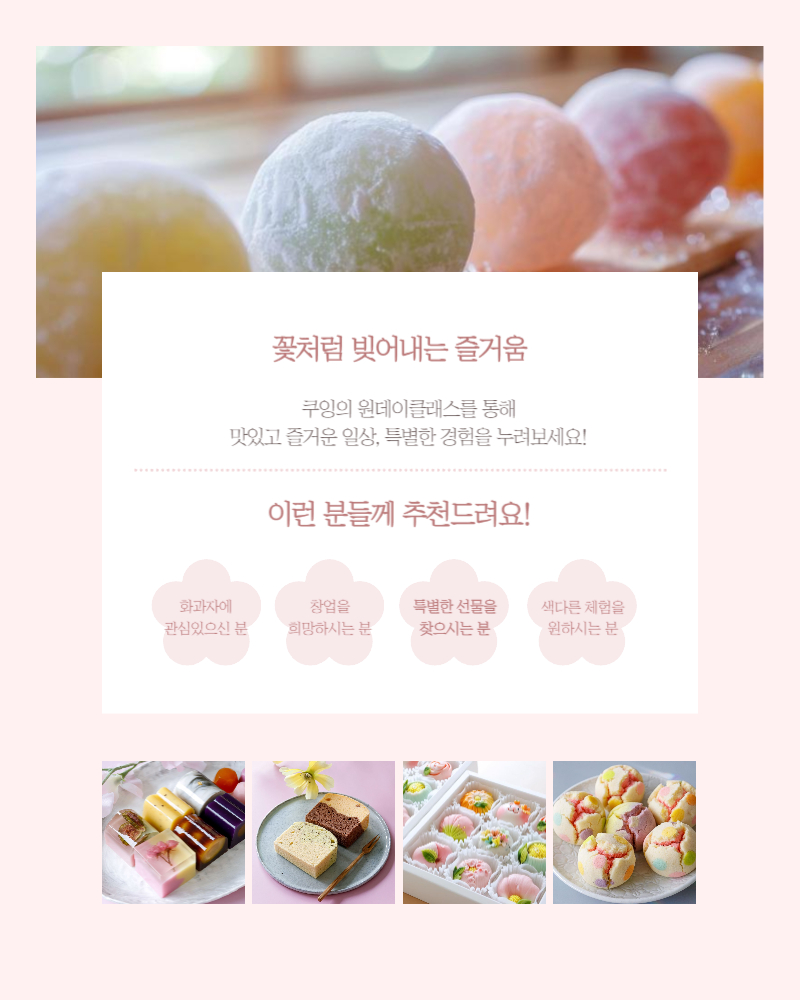 꽃처럼 빚어내는 즐거움
쿠잉의 원데이클래스를 통해
맛있고 즐거운 일상, 특별한 경험을 누려보세요!
이런 분들께 추천드려요!
화과자에
관심있으신 분
창업을
희망하시는 분
특별한 선물을
찾으시는 분
색다른 체험을
원하시는 분